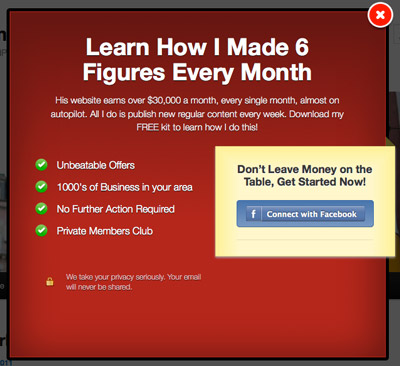 Learn How I Made 6
Figures Every Month
His website earns over $30,000 a month, every single month, almost on
autopilot. All I do is publish new regular content every week. Download my
FREE kit to learn how I do this!
Unbeatable Offers
1000's of Business in your area
No Further Action Required
Private Members Club
We take your privacy seriously. Your email
will never be shared.
Don't Leave Money on the
Table, Get Started Now!
f Connect with Facebook